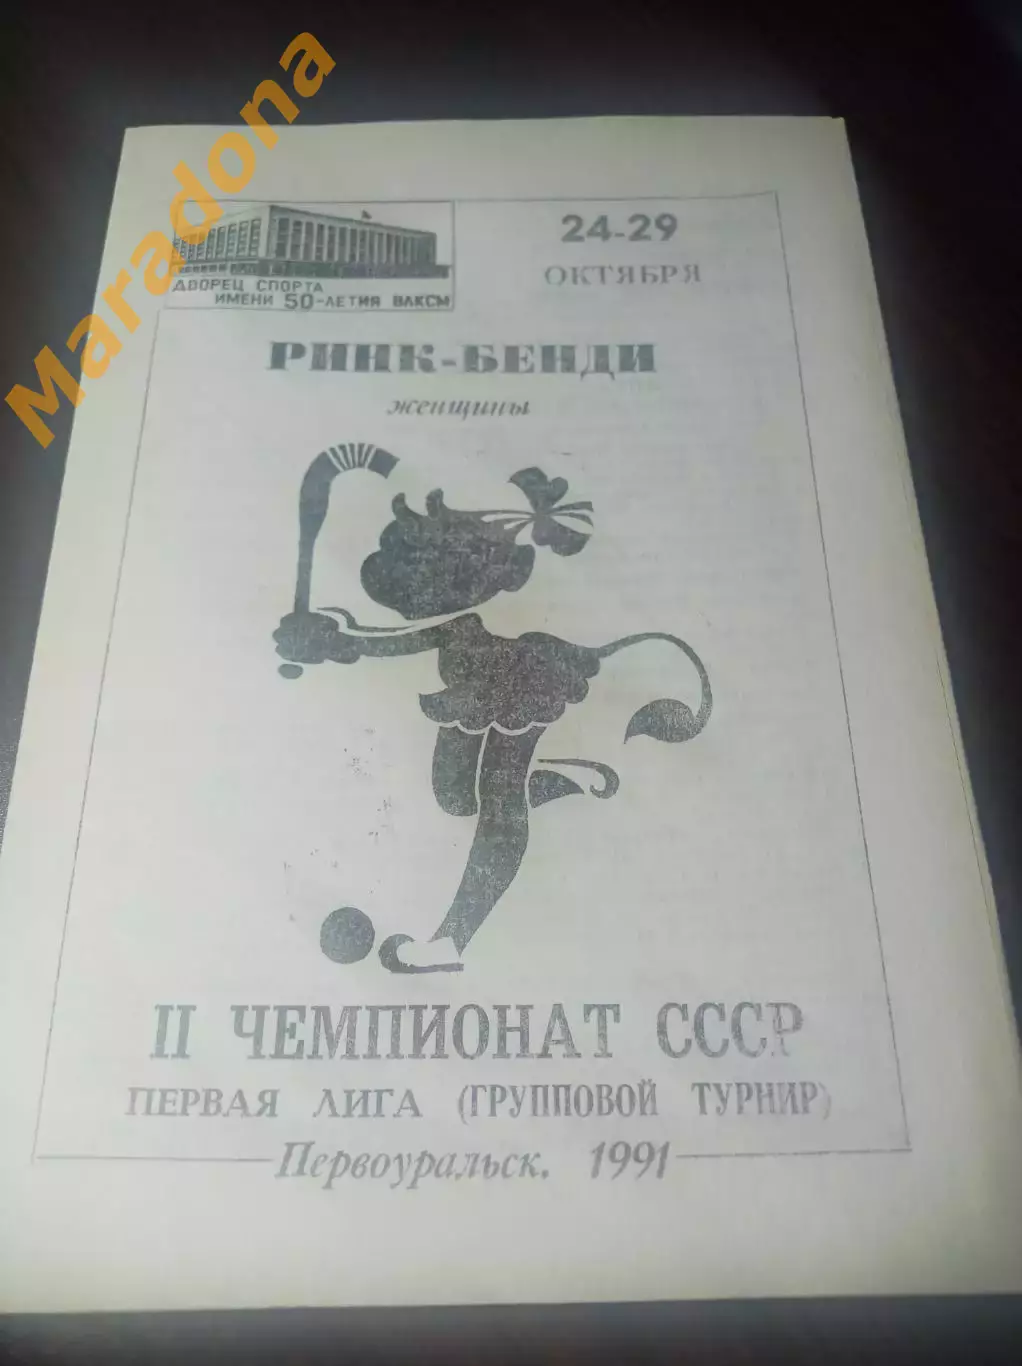 Maradona
24-29
ОКТЯБРЯ
ДВОРЕЦ СПОРТА
ИМЕНИ 50-ЛЕТИЯ ВЛКСМ
РИНК-БЕНДИ
женщины
II ЧЕМПИОНАТ СССР
ПЕРВАЯ ЛИГА (ГРУППОВОЙ ТУРНИР)
Первоуральск. 1991